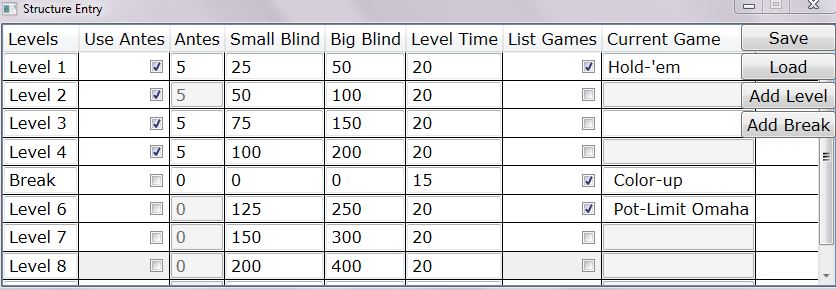 Structure Entry
Levels Use Antes Antes Small Blind Big Blind Level Time List Games Current Game Save
Level 1 5 25 50 20 Hold-'em Load
Level 2 5 50 100 20 Add Level
Level 3 5 75 150 20 Add Break
Level 4 5 100 200 20
Break 0 0 0 15 Color-up
Level 6 0 125 250 20 Pot-Limit Omaha
Level 7 0 150 300 20
Level 8 0 200 400 20